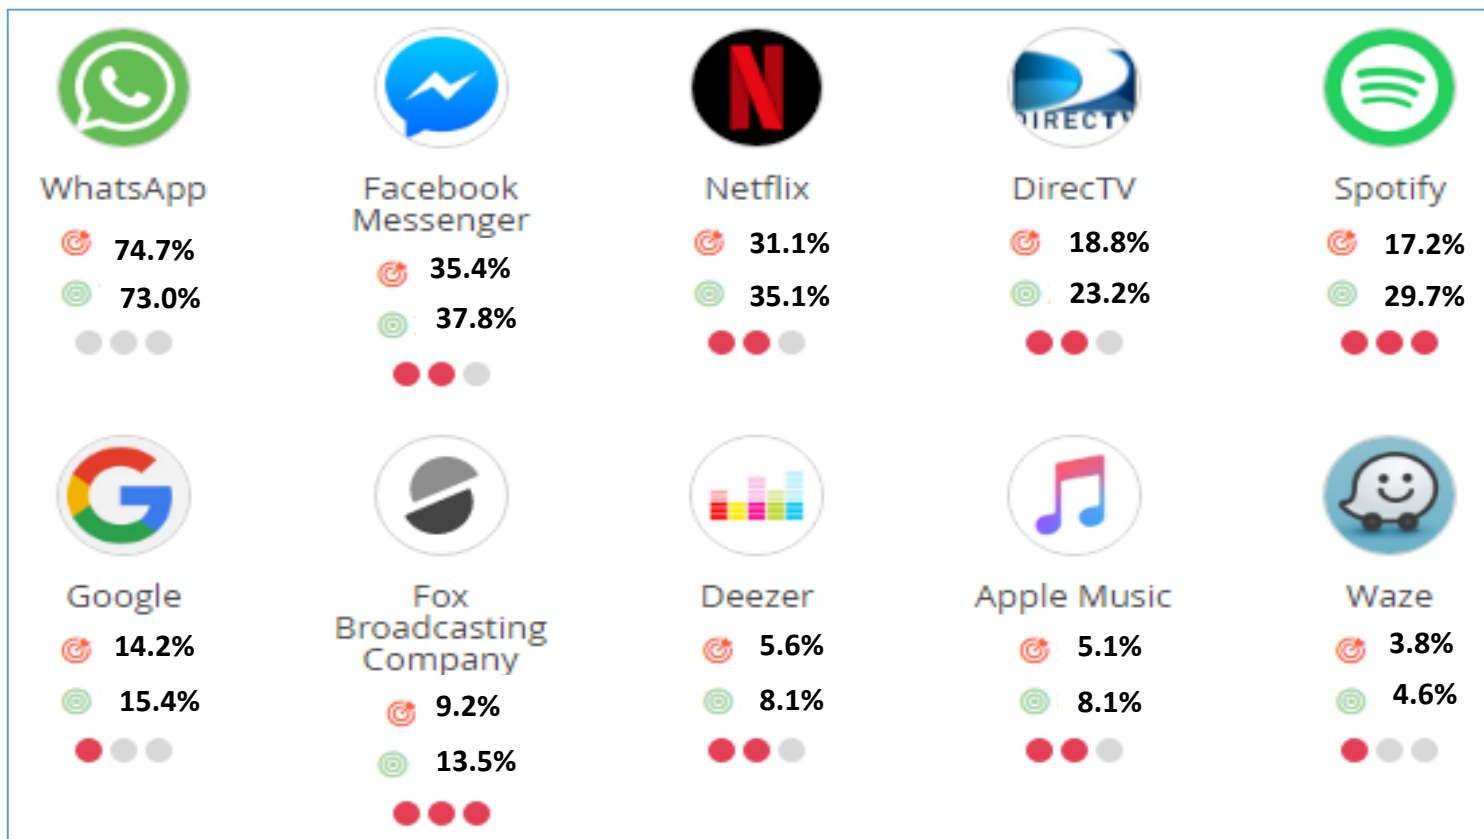 DIRECTV
WhatsApp
74.7%
73.0%
Facebook
Messenger
35.4%
37.8%
Netflix
31.1%
35.1%
DirecTV
18.8%
23.2%
Spotify
17.2%
29.7%
Google
14.2%
15.4%
Fox
Broadcasting
Company
9.2%
13.5%
Deezer
5.6%
8.1%
Apple Music
5.1%
8.1%
Waze
3.8%
4.6%